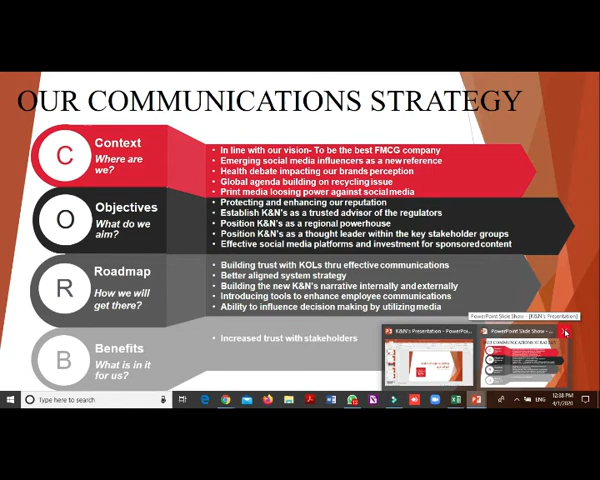 OUR COMMUNICATIONS STRATEGY
C
Context
Where are
we?
• In line with our vision- To be the best FMCG company
• Emerging social media influencers as a new reference
• Health debate impacting our brands perception
• Global agenda building on recycling issue
• Print media loosing power against social media
O
Objectives
What do we
aim?
• Protecting and enhancing our reputation
• Establish K&N's as a trusted advisor of the regulators
• Position K&N's as a regional powerhouse
• Position K&N's as a thought leader within the key stakeholder groups
• Effective social media platforms and investment for sponsored content
R
Roadmap
How we will
get there?
• Building trust with KOLs thru effective communications
• Better aligned system strategy
• Building the new K&N's narrative internally and externally
• Introducing tools to enhance employee communications
• Ability to influence decision making by utilizing media
B
Benefits
What is in it
for us?
• Increased trust with stakeholders
PowerPoint Slide Show - [K&N's Presentation]
K&N's Presentation - PowerPo...
PowerPoint Slide Show - ...
OUR COMMUNICATIONS STRATEGY
Type here to search
ENG
12:38 PM
4/1/2020